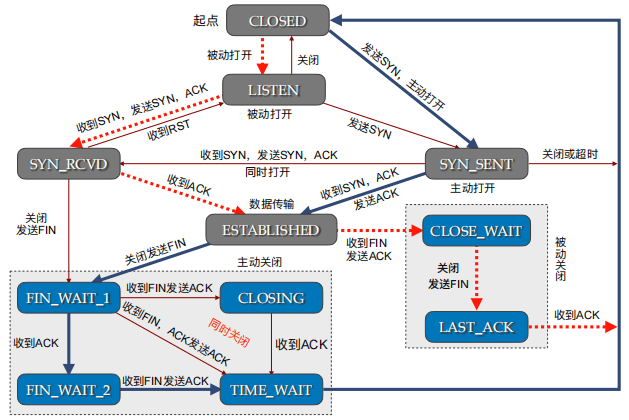 起点
CLOSED
被动打开
关闭
发送SYN，主动打开
LISTEN
被动打开
收到SYN，发送SYN，ACK
收到RST
发送SYN
SYN_RCVD
收到SYN，发送SYN，ACK
同时打开
SYN_SENT
主动打开
关闭或超时
收到ACK
收到SYN，ACK
发送ACK
关闭
发送FIN
数据传输
ESTABLISHED
收到FIN
发送ACK
CLOSE_WAIT
被动关闭
关闭
发送FIN
LAST_ACK
收到ACK
关闭发送FIN
主动关闭
FIN_WAIT_1
收到FIN发送ACK
CLOSING
收到FIN，ACK发送ACK
同时关闭
收到ACK
收到ACK
FIN_WAIT_2
收到FIN发送ACK
TIME_WAIT